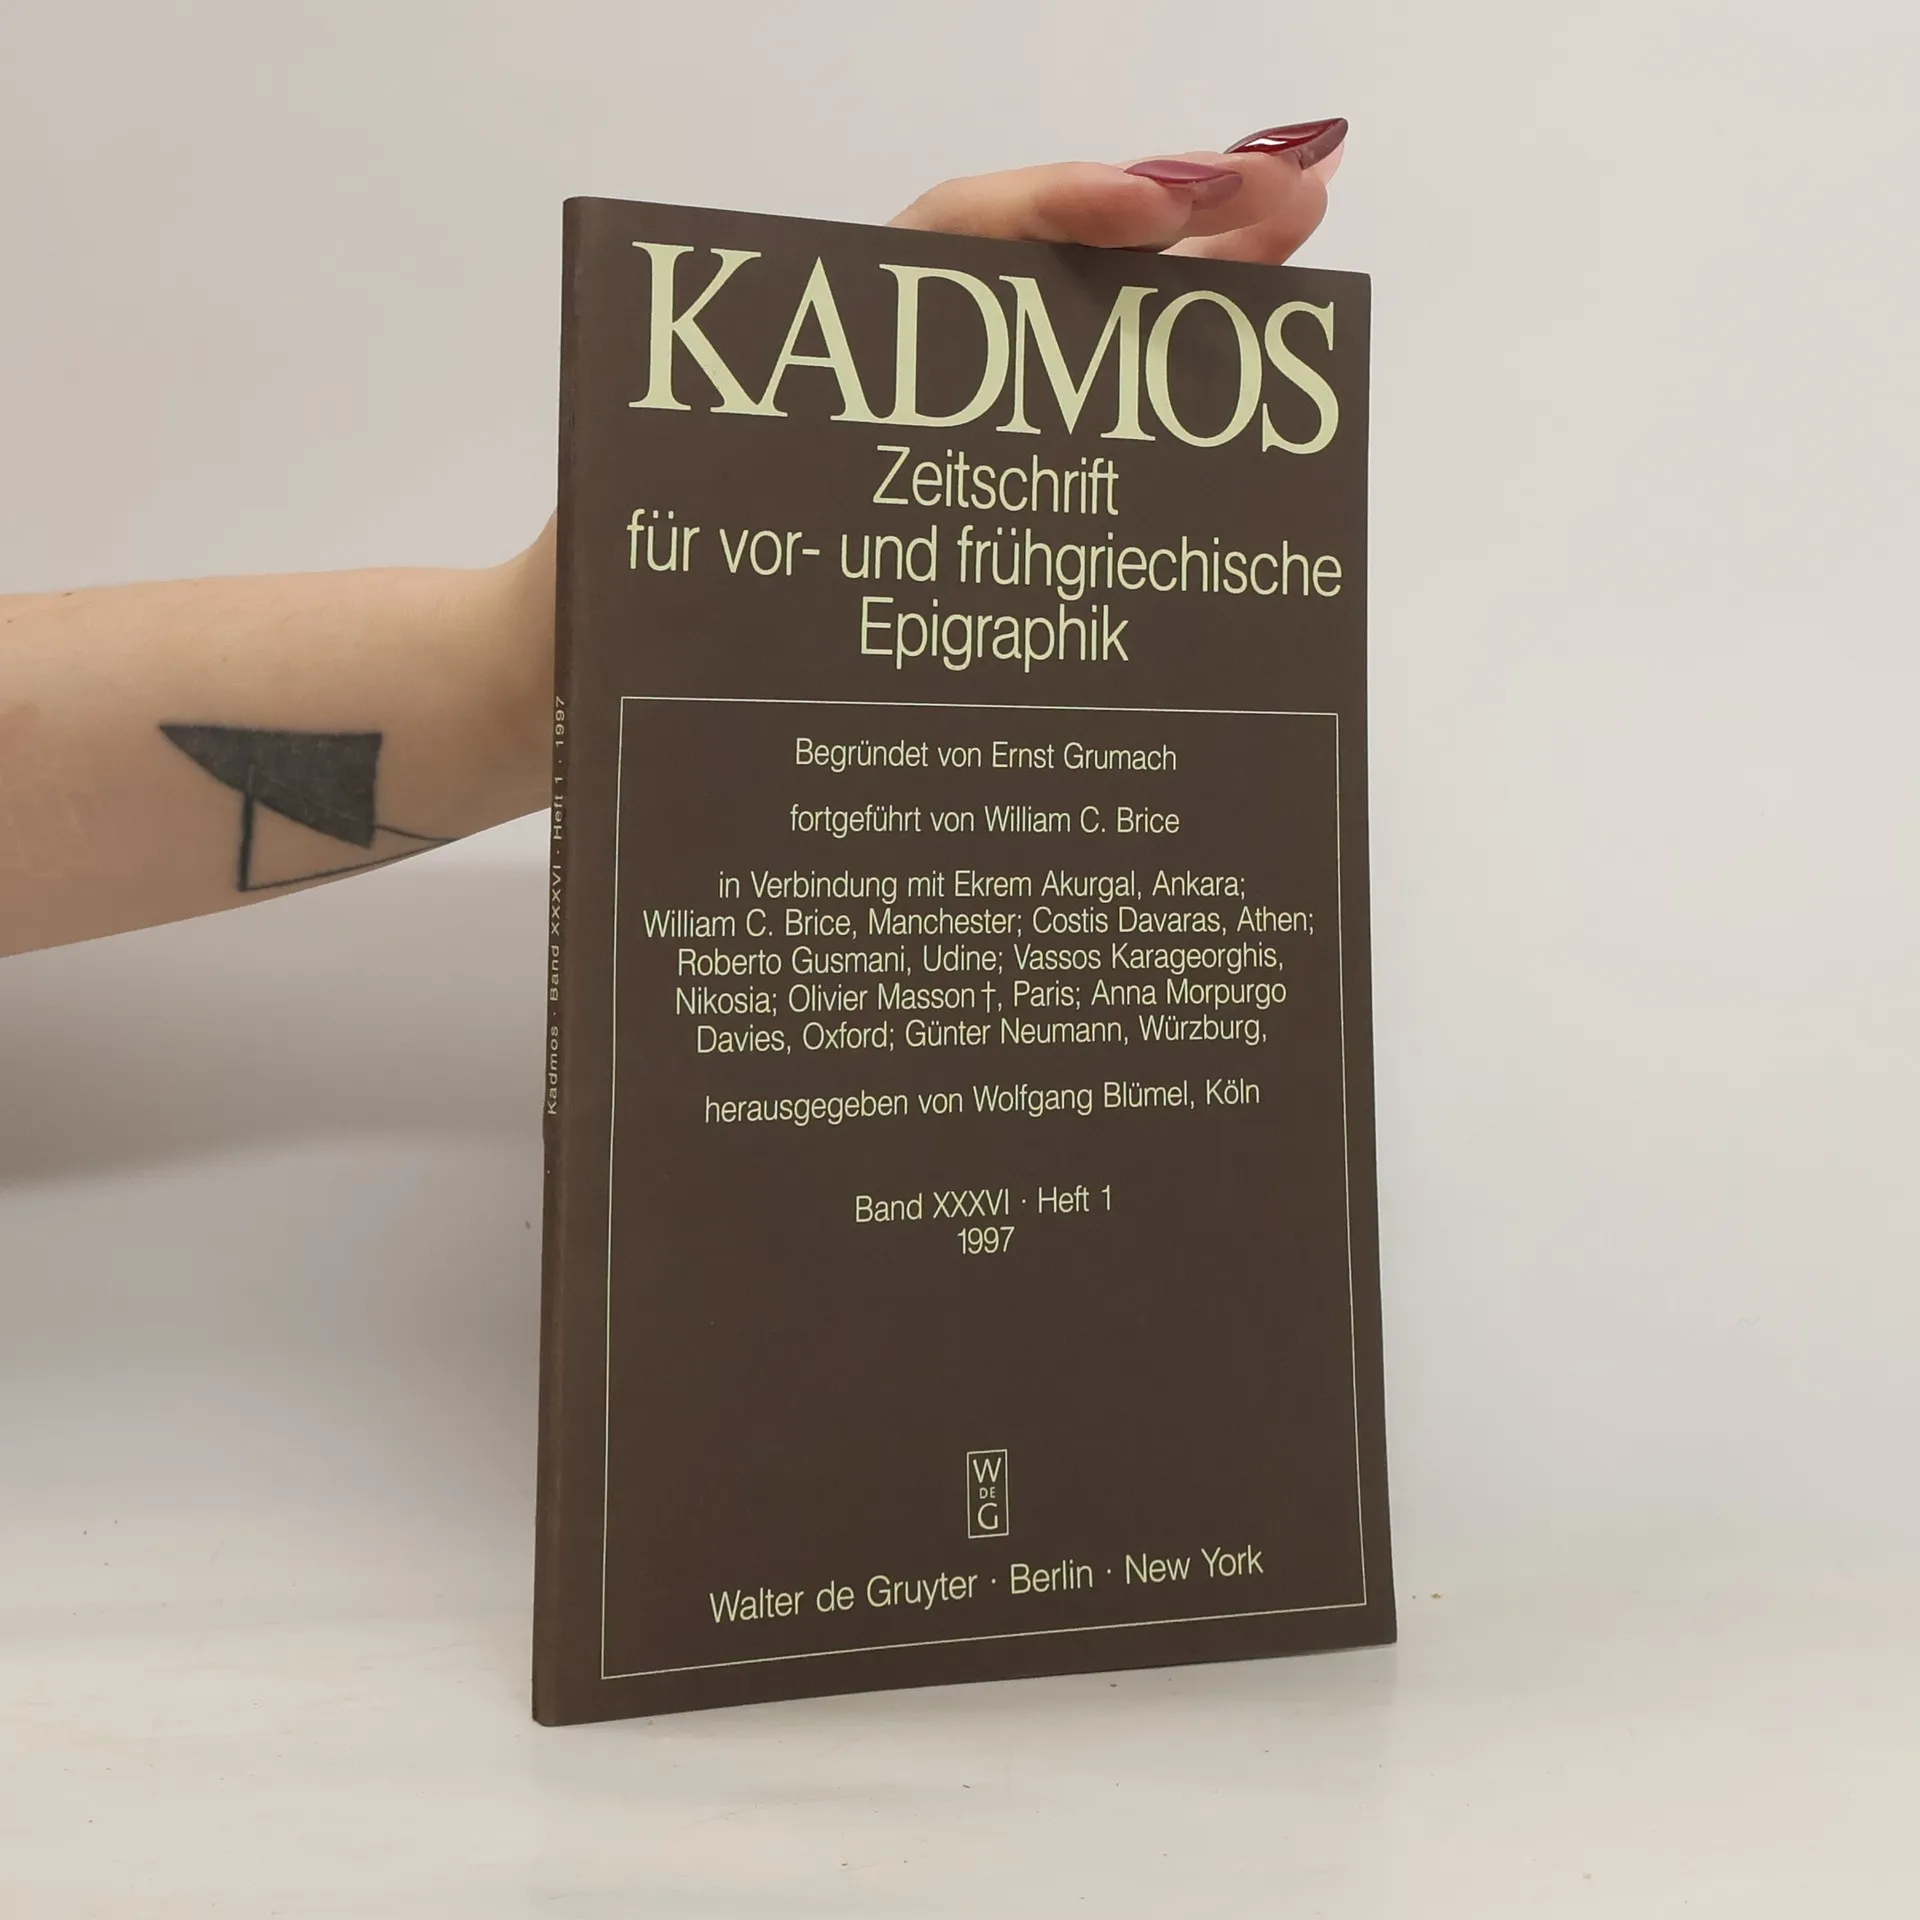 KADMOS
Zeitschrift
für vor- und frühgriechische
Epigraphik
Begründet von Ernst Grumach
fortgeführt von William C. Brice
in Verbindung mit Ekrem Akurgal, Ankara;
William C. Brice, Manchester; Costis Davaras, Athen;
Roberto Gusmani, Udine; Vassos Karageorghis,
Nikosia; Olivier Masson†, Paris; Anna Morpurgo
Davies, Oxford; Günter Neumann, Würzburg,
herausgegeben von Wolfgang Blümel, Köln
Band XXXVI · Heft 1
1997
W
DE
G
Walter de Gruyter · Berlin · New York
Kadmos · Band XXXVI · Heft 1 · 1997